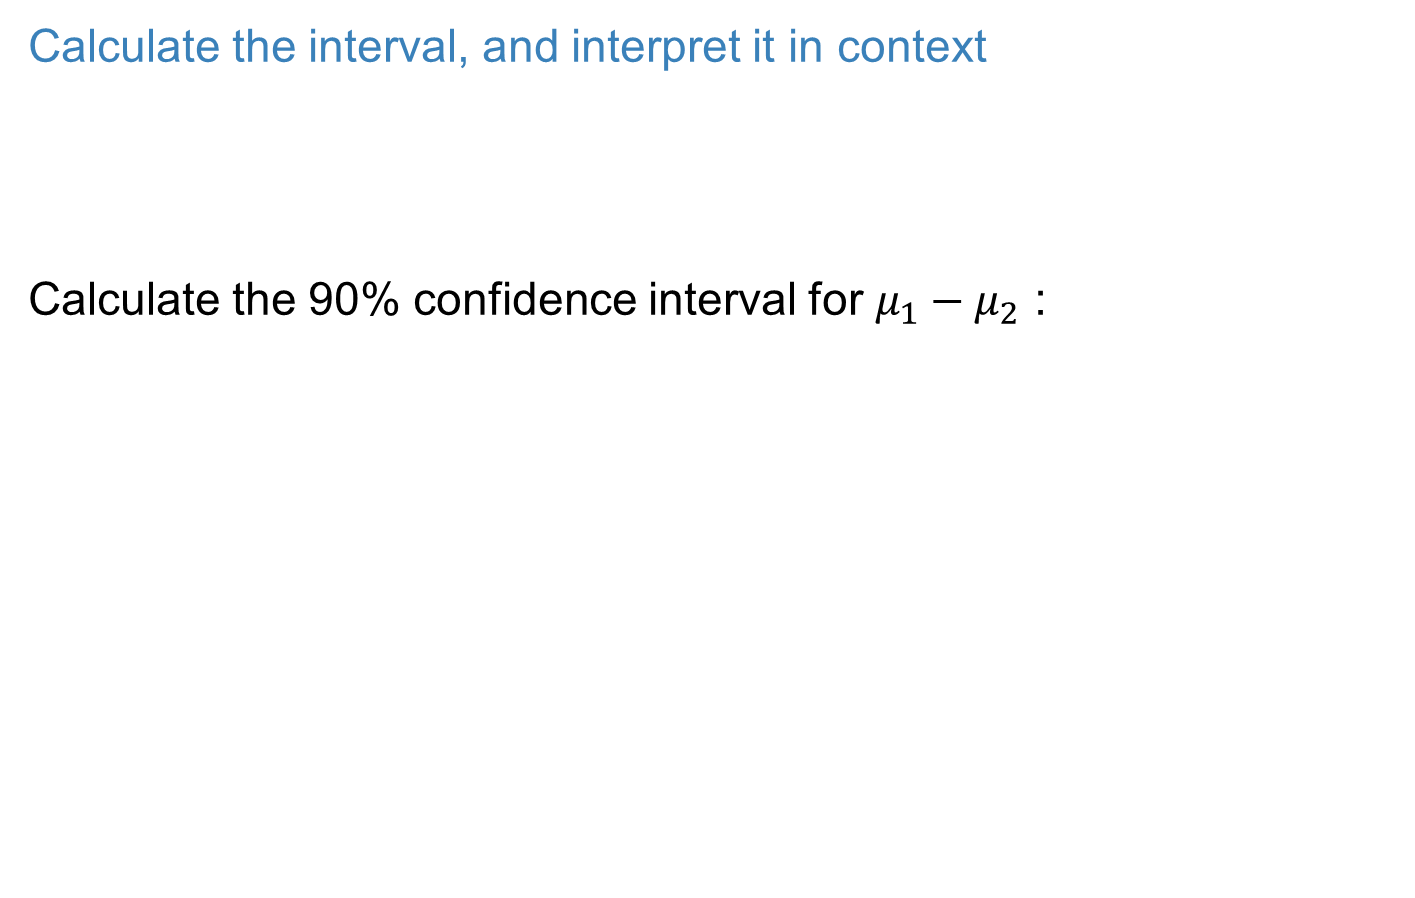 Calculate the interval, and interpret it in context
Calculate the 90% confidence interval for μ₁ − μ₂ :